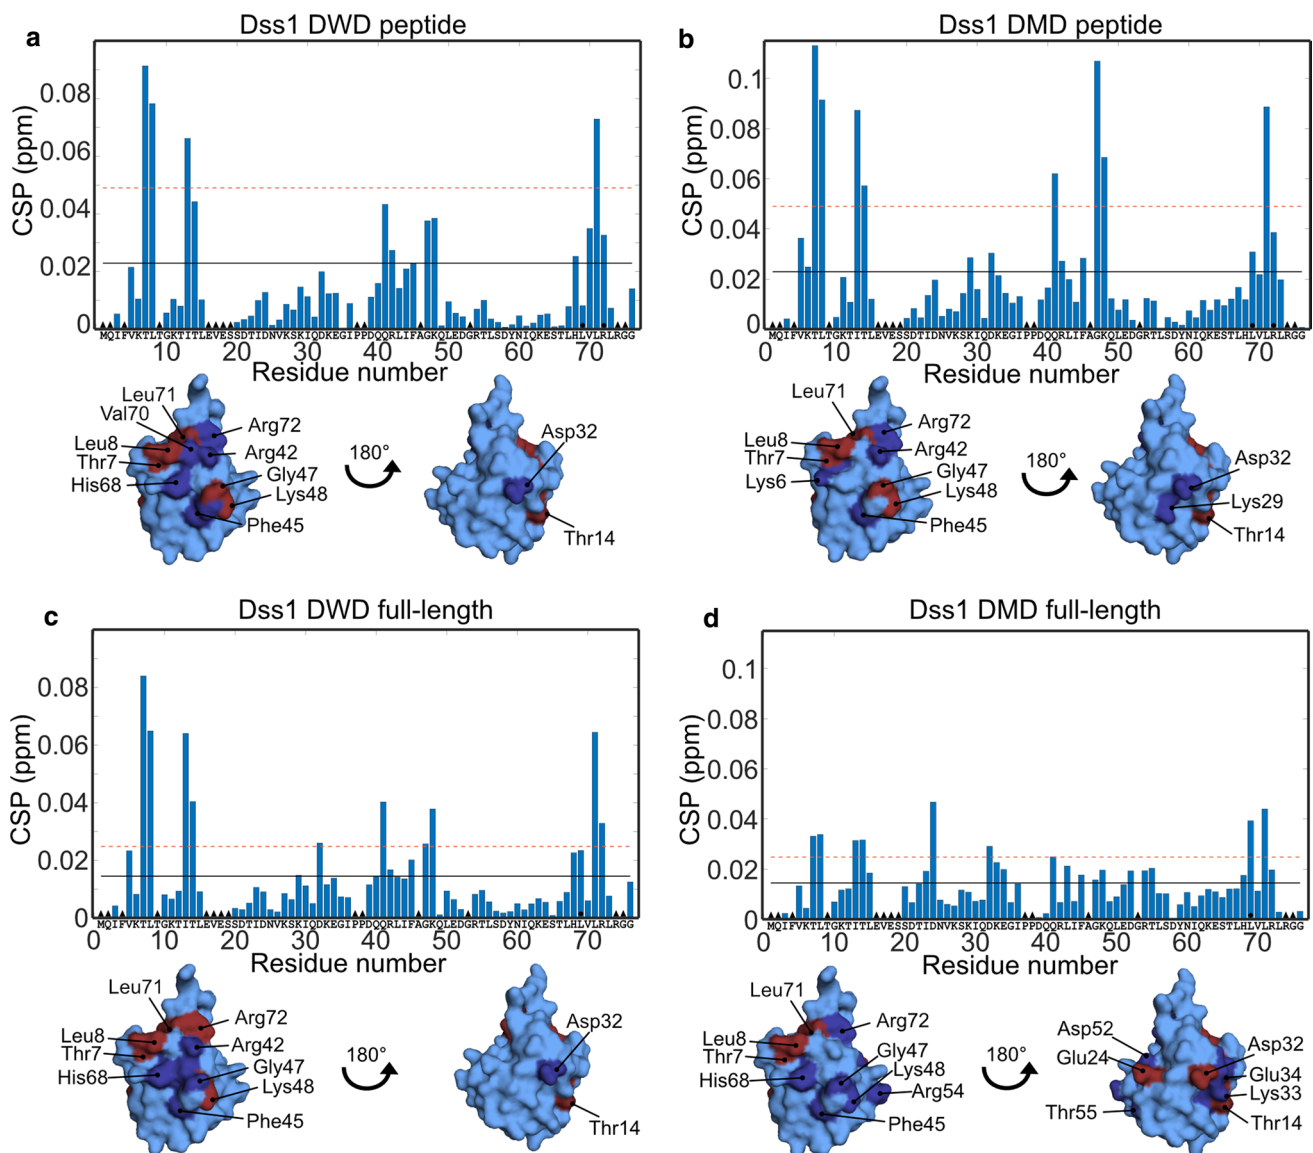 a
Dss1 DWD peptide
CSP (ppm)
0.08
0.06
0.04
0.02
0
MQIFVKTLTGKTITLEVESSDTIDNVKSKIQDKEGIPPDQQRLIFAGKQLEDGRTLSDYNIQKESTLHLVLRLRGG
10 20 30 40 50 60 70
Residue number
Leu71
Val70
Leu8
Thr7
His68
Arg72
Arg42
Gly47
Lys48
Phe45
180°
Asp32
Thr14
b
Dss1 DMD peptide
CSP (ppm)
0.1
0.08
0.06
0.04
0.02
0
MQIFVKTLTGKTITLEVESSDTIDNVKSKIQDKEGIPPDQQRLIFAGKQLEDGRTLSDYNIQKESTLHLVLRLRGG
0 10 20 30 40 50 60 70
Residue number
Leu71
Leu8
Thr7
Lys6
Arg72
Arg42
Gly47
Lys48
Phe45
180°
Asp32
Lys29
Thr14
c
Dss1 DWD full-length
CSP (ppm)
0.08
0.06
0.04
0.02
0
MQIFVKTLTGKTITLEVESSDTIDNVKSKIQDKEGIPPDQQRLIFAGKQLEDGRTLSDYNIQKESTLHLVLRLRGG
0 10 20 30 40 50 60 70
Residue number
Leu71
Leu8
Thr7
His68
Arg72
Arg42
Gly47
Lys48
Phe45
180°
Asp32
Thr14
d
Dss1 DMD full-length
CSP (ppm)
0.1
0.08
0.06
0.04
0.02
0
MQIFVKTLTGKTITLEVESSDTIDNVKSKIQDKEGIPPDQQRLIFAGKQLEDGRTLSDYNIQKESTLHLVLRLRGG
0 10 20 30 40 50 60 70
Residue number
Leu71
Leu8
Thr7
His68
Arg72
Gly47
Lys48
Arg54
Phe45
180°
Asp52
Glu24
Thr55
Asp32
Glu34
Lys33
Thr14